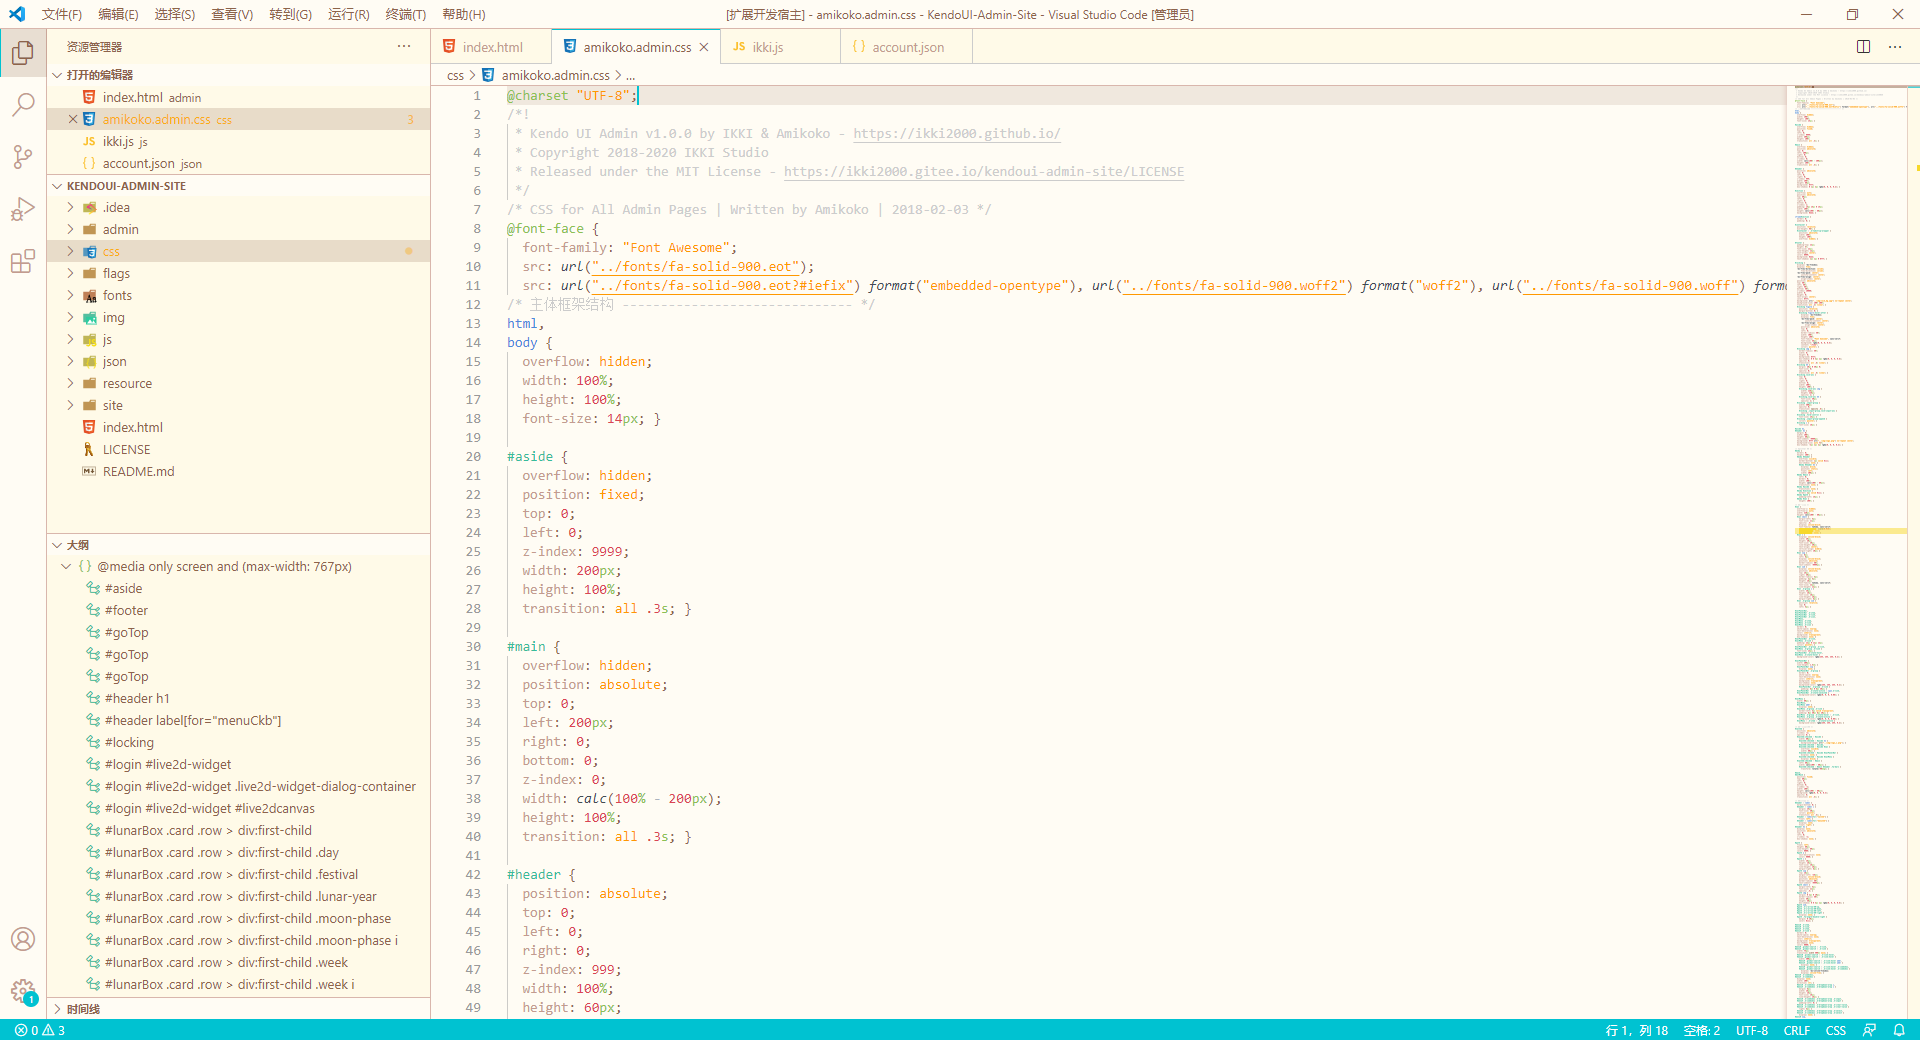 文件(F) 编辑(E) 选择(S) 查看(V) 转到(G) 运行(R) 终端(T) 帮助(H) [扩展开发宿主] - amikoko.admin.css - KendoUI-Admin-Site - Visual Studio Code [管理员]
资源管理器 ···
打开的编辑器
index.html admin
amikoko.admin.css css 3
ikki.js js
account.json json
KENDOUI-ADMIN-SITE
.idea
admin
css
flags
fonts
img
js
json
resource
site
index.html
LICENSE
README.md
大纲
{} @media only screen and (max-width: 767px)
#aside
#footer
#goTop
#goTop
#goTop
#header h1
#header label[for="menuCkb"]
#locking
#login #live2d-widget
#login #live2d-widget .live2d-widget-dialog-container
#login #live2d-widget #live2dcanvas
#lunarBox .card .row > div:first-child
#lunarBox .card .row > div:first-child .day
#lunarBox .card .row > div:first-child .festival
#lunarBox .card .row > div:first-child .lunar-year
#lunarBox .card .row > div:first-child .moon-phase
#lunarBox .card .row > div:first-child .moon-phase i
#lunarBox .card .row > div:first-child .week
#lunarBox .card .row > div:first-child .week i
时间线
1
index.html amikoko.admin.css JS ikki.js {} account.json
css > amikoko.admin.css > ...
1 @charset "UTF-8";
2 /*!
3  * Kendo UI Admin v1.0.0 by IKKI & Amikoko - https://ikki2000.github.io/
4  * Copyright 2018-2020 IKKI Studio
5  * Released under the MIT License - https://ikki2000.gitee.io/kendoui-admin-site/LICENSE
6  */
7 /* CSS for All Admin Pages | Written by Amikoko | 2018-02-03 */
8 @font-face {
9   font-family: "Font Awesome";
10   src: url("../fonts/fa-solid-900.eot");
11   src: url("../fonts/fa-solid-900.eot?#iefix") format("embedded-opentype"), url("../fonts/fa-solid-900.woff2") format("woff2"), url("../fonts/fa-solid-900.woff") form
12 /* 主体框架结构 ------------------------------ */
13 html,
14 body {
15   overflow: hidden;
16   width: 100%;
17   height: 100%;
18   font-size: 14px; }
19
20 #aside {
21   overflow: hidden;
22   position: fixed;
23   top: 0;
24   left: 0;
25   z-index: 9999;
26   width: 200px;
27   height: 100%;
28   transition: all .3s; }
29
30 #main {
31   overflow: hidden;
32   position: absolute;
33   top: 0;
34   left: 200px;
35   right: 0;
36   bottom: 0;
37   z-index: 0;
38   width: calc(100% - 200px);
39   height: 100%;
40   transition: all .3s; }
41
42 #header {
43   position: absolute;
44   top: 0;
45   left: 0;
46   right: 0;
47   z-index: 999;
48   width: 100%;
49   height: 60px;
0 3 行 1, 列 18 空格: 2 UTF-8 CRLF CSS